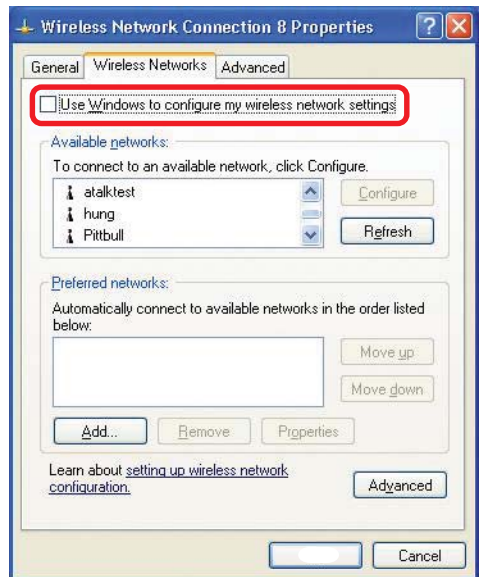 Wireless Network Connection 8 Properties
General Wireless Networks Advanced
Use Windows to configure my wireless network settings
Available networks:
To connect to an available network, click Configure.
atalktest
hung
Pittbull
Configure
Refresh
Preferred networks:
Automatically connect to available networks in the order listed
below:
Move up
Move down
Add... Remove Properties
Learn about setting up wireless network
configuration.
Advanced
Cancel